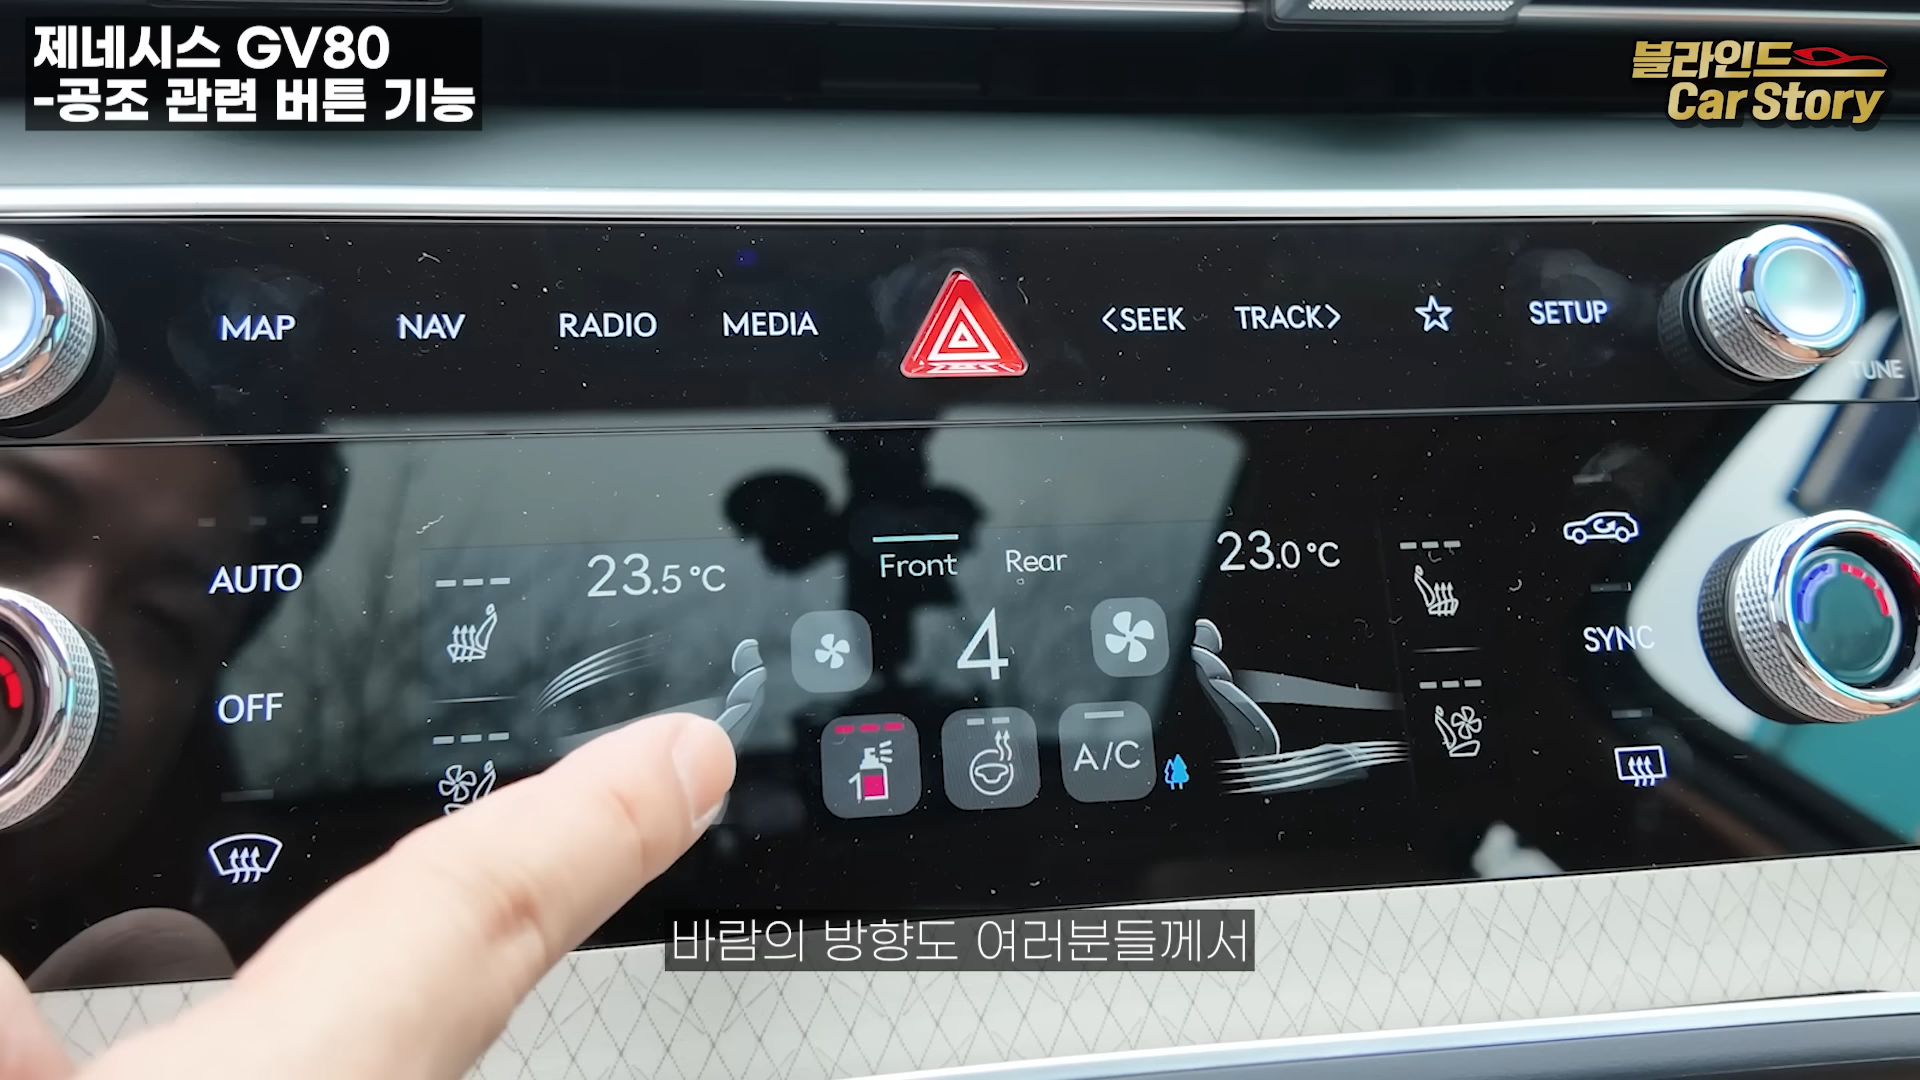 제네시스 GV80
-공조 관련 버튼 기능
블라인드
Car Story
MAP NAV RADIO MEDIA <SEEK TRACK> ☆ SETUP
TUNE
AUTO 23.5°C Front Rear 23.0°C
OFF 4 SYNC
1 A/C
바람의 방향도 여러분들께서